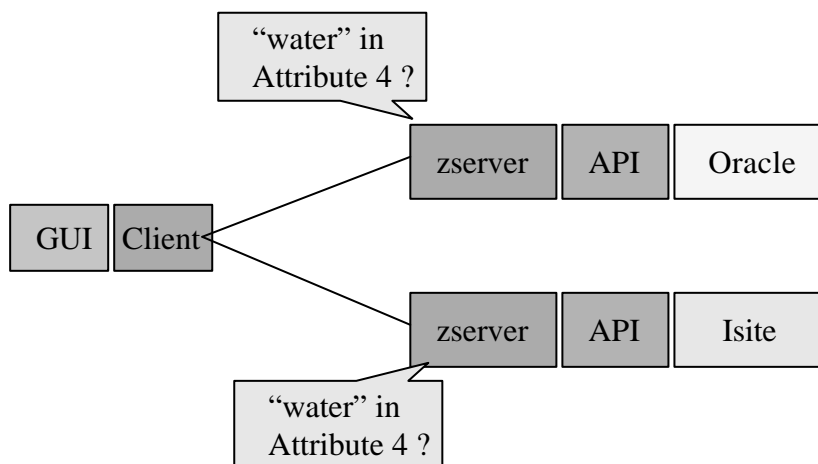 “water” in
Attribute 4 ?
zserver API Oracle
GUI Client
zserver API Isite
“water” in
Attribute 4 ?